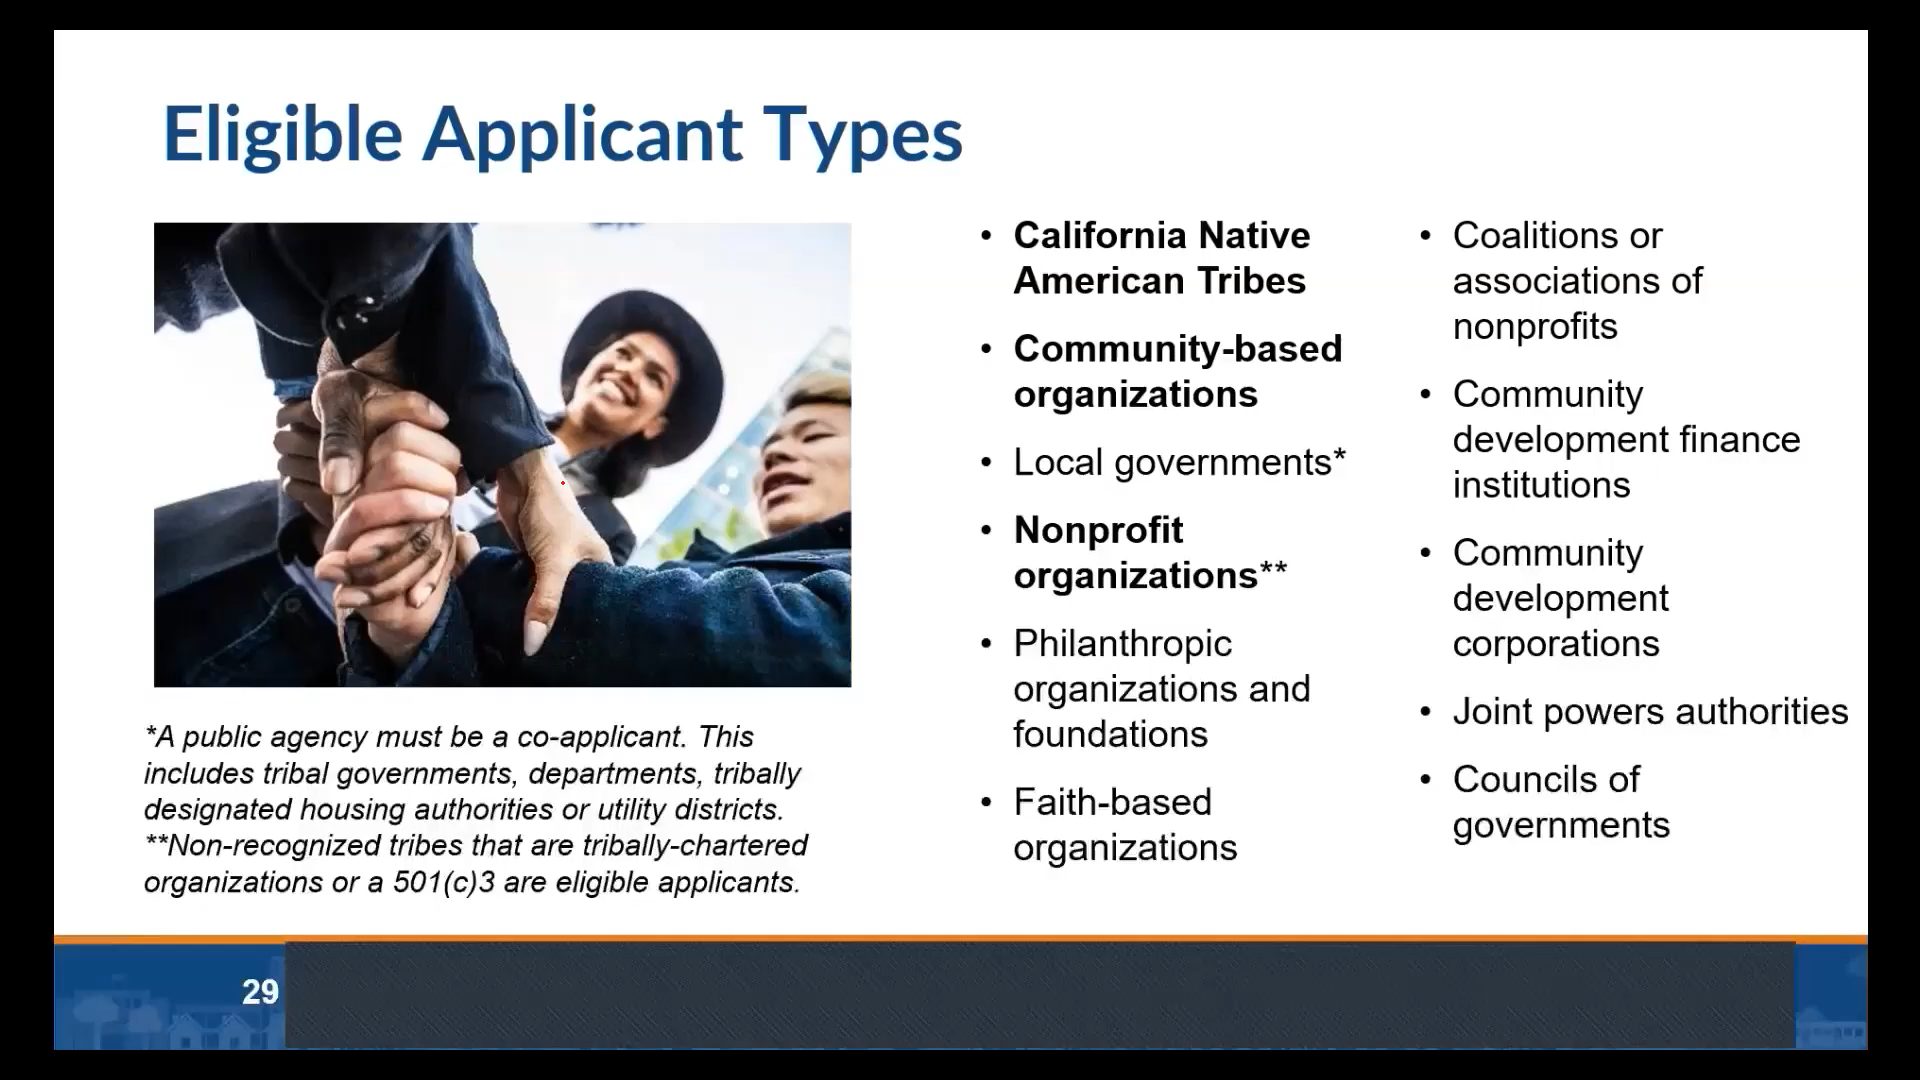 Eligible Applicant Types
• California Native
American Tribes
• Community-based
organizations
• Local governments*
• Nonprofit
organizations**
• Philanthropic
organizations and
foundations
• Faith-based
organizations
• Coalitions or
associations of
nonprofits
• Community
development finance
institutions
• Community
development
corporations
• Joint powers authorities
• Councils of
governments
*A public agency must be a co-applicant. This
includes tribal governments, departments, tribally
designated housing authorities or utility districts.
**Non-recognized tribes that are tribally-chartered
organizations or a 501(c)3 are eligible applicants.
29